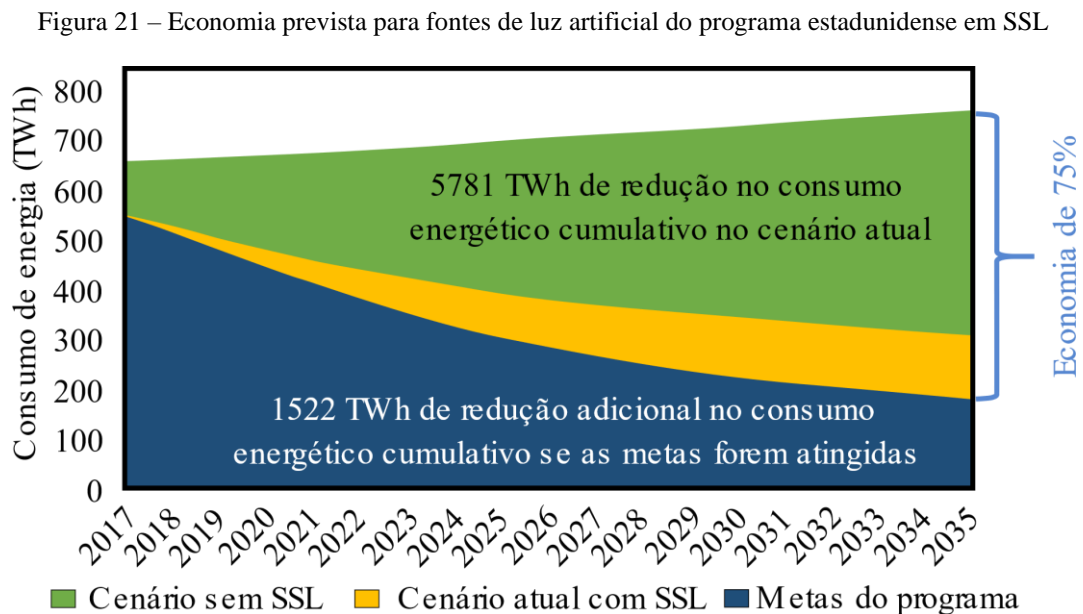 Figura 21 – Economia prevista para fontes de luz artificial do programa estadunidense em SSL
Consumo de energia (TWh)
800
700
600
500
400
300
200
100
0
5781 TWh de redução no consumo
energético cumulativo no cenário atual
1522 TWh de redução adicional no consumo
energético cumulativo se as metas forem atingidas
Economia de 75%
2017 2018 2019 2020 2021 2022 2023 2024 2025 2026 2027 2028 2029 2030 2031 2032 2033 2034 2035
Cenário sem SSL Cenário atual com SSL Metas do programa